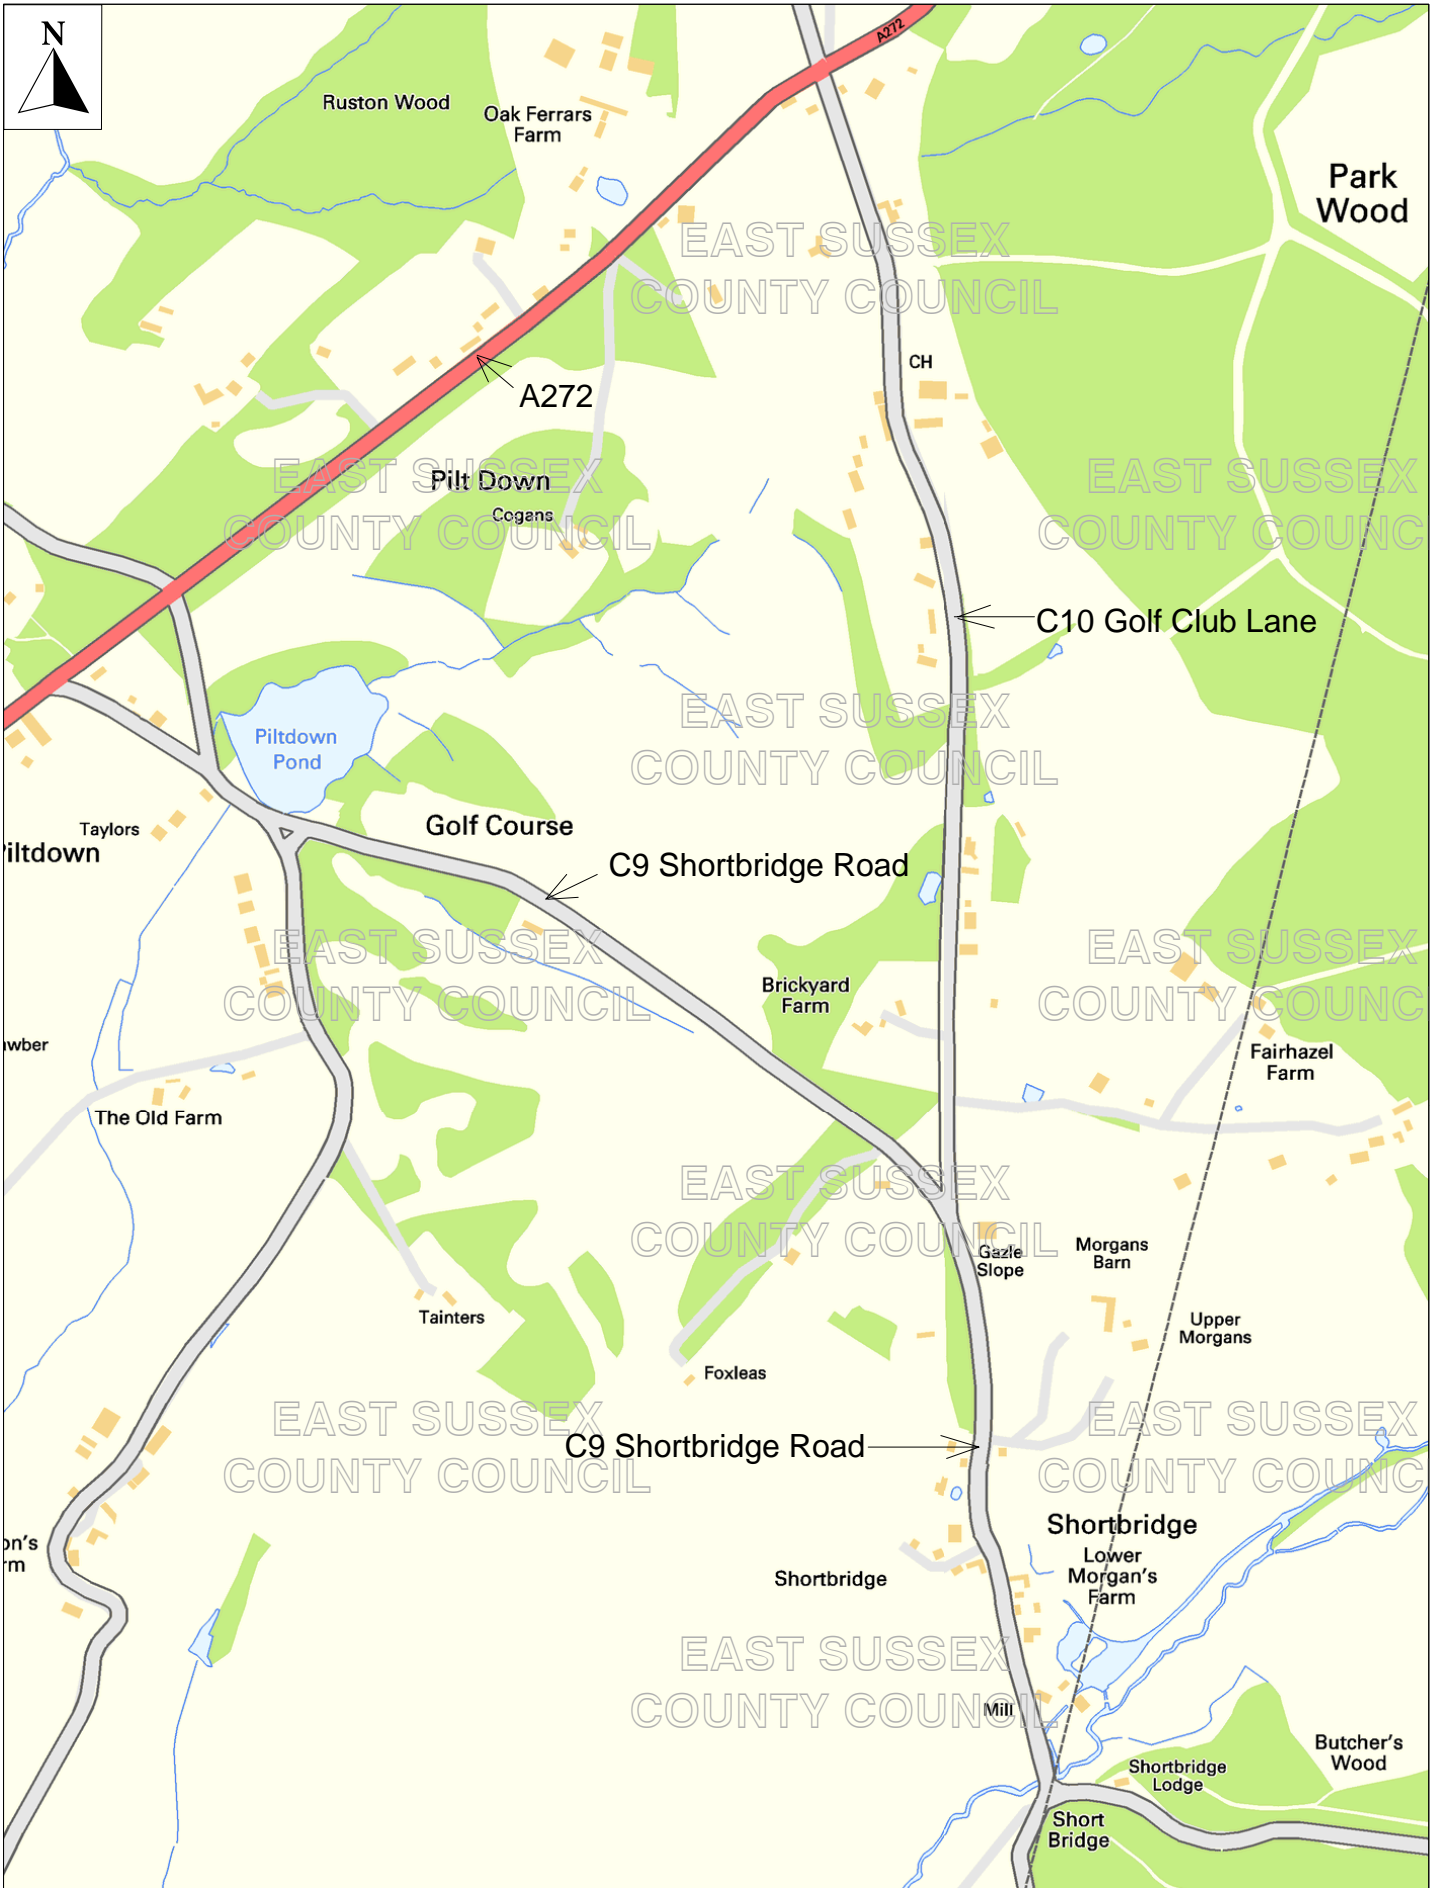 N
A272
Ruston Wood
Oak Ferrars
Farm
Park
Wood
EAST SUSSEX
COUNTY COUNCIL
CH
A272
Pilt Down
Cogans
EAST SUSSEX
COUNTY COUNCIL
EAST SUSSEX
COUNTY COUNC
C10 Golf Club Lane
EAST SUSSEX
COUNTY COUNCIL
Piltdown
Pond
Taylors
iltdown
Golf Course
C9 Shortbridge Road
EAST SUSSEX
COUNTY COUNCIL
EAST SUSSEX
COUNTY COUNC
Brickyard
Farm
wber
Fairhazel
Farm
The Old Farm
EAST SUSSEX
COUNTY COUNCIL
Gazle
Slope
Morgans
Barn
Tainters
Upper
Morgans
Foxleas
EAST SUSSEX
COUNTY COUNCIL
EAST SUSSEX
COUNTY COUNC
C9 Shortbridge Road
Shortbridge
on's
rm
Lower
Morgan's
Farm
Shortbridge
EAST SUSSEX
COUNTY COUNCIL
Mill
Butcher's
Wood
Shortbridge
Lodge
Short
Bridge